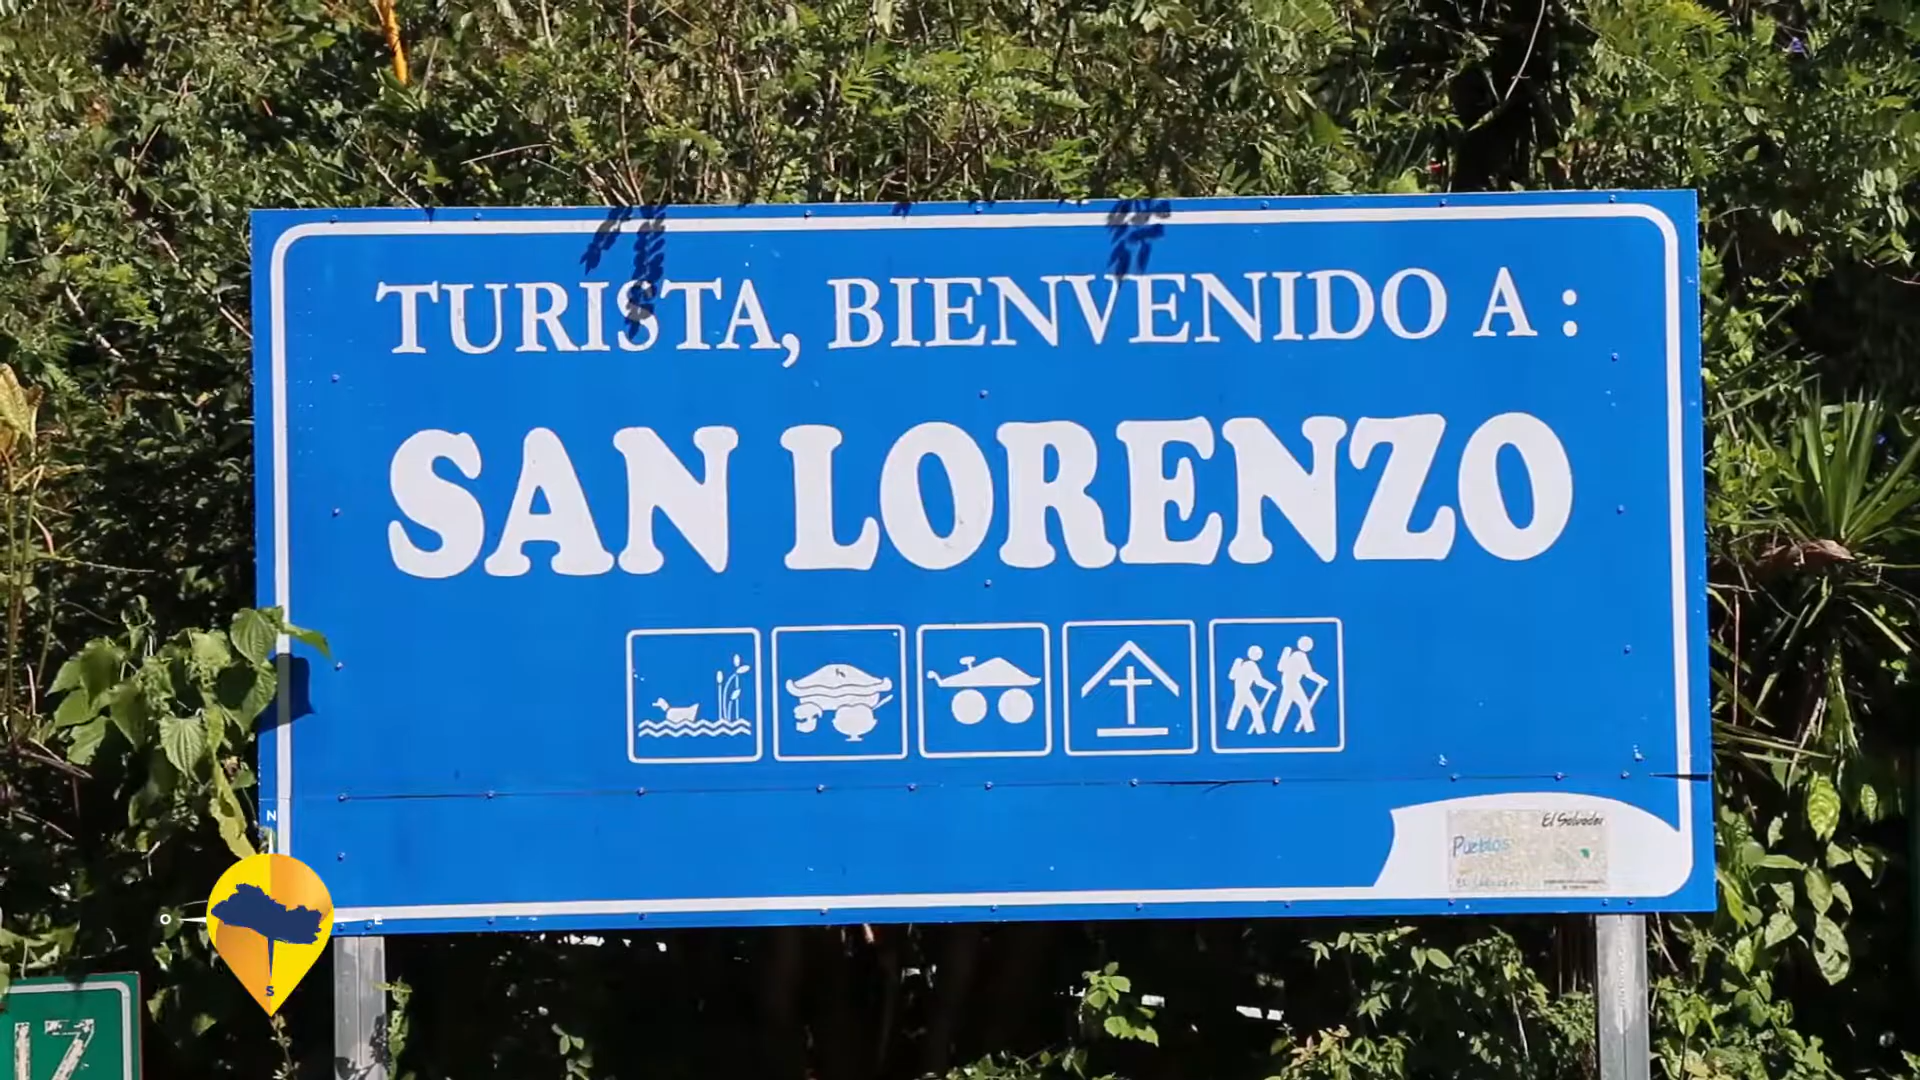 TURISTA, BIENVENIDO A :
SAN LORENZO
El Salvador
Pueblos
N
O
E
S